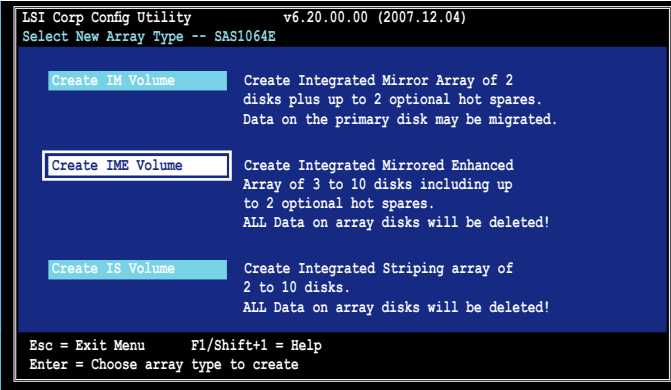 LSI Corp Config Utility v6.20.00.00 (2007.12.04)
Select New Array Type -- SAS1064E
Create IM Volume Create Integrated Mirror Array of 2
disks plus up to 2 optional hot spares.
Data on the primary disk may be migrated.
Create IME Volume Create Integrated Mirrored Enhanced
Array of 3 to 10 disks including up
to 2 optional hot spares.
ALL Data on array disks will be deleted!
Create IS Volume Create Integrated Striping array of
2 to 10 disks.
ALL Data on array disks will be deleted!
Esc = Exit Menu F1/Shift+1 = Help
Enter = Choose array type to create